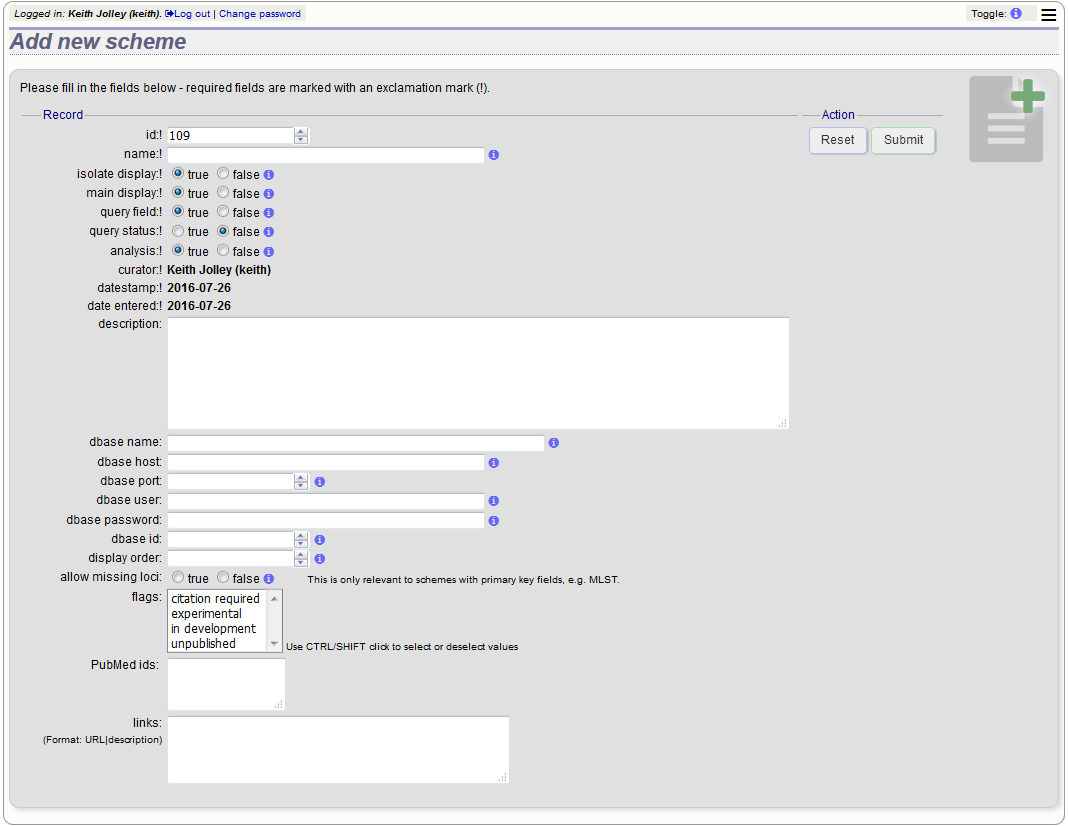 Logged in: Keith Jolley (keith). Log out | Change password
Toggle: i
Add new scheme
Please fill in the fields below - required fields are marked with an exclamation mark (!).
Record
id:! 109
name:!
isolate display:! true false
main display:! true false
query field:! true false
query status:! true false
analysis:! true false
curator:! Keith Jolley (keith)
datestamp:! 2016-07-26
date entered:! 2016-07-26
description:
dbase name:
dbase host:
dbase port:
dbase user:
dbase password:
dbase id:
display order:
allow missing loci: true false This is only relevant to schemes with primary key fields, e.g. MLST.
flags: citation required
experimental
in development
unpublished
Use CTRL/SHIFT click to select or deselect values
PubMed ids:
links:
(Format: URL|description)
Action
Reset Submit